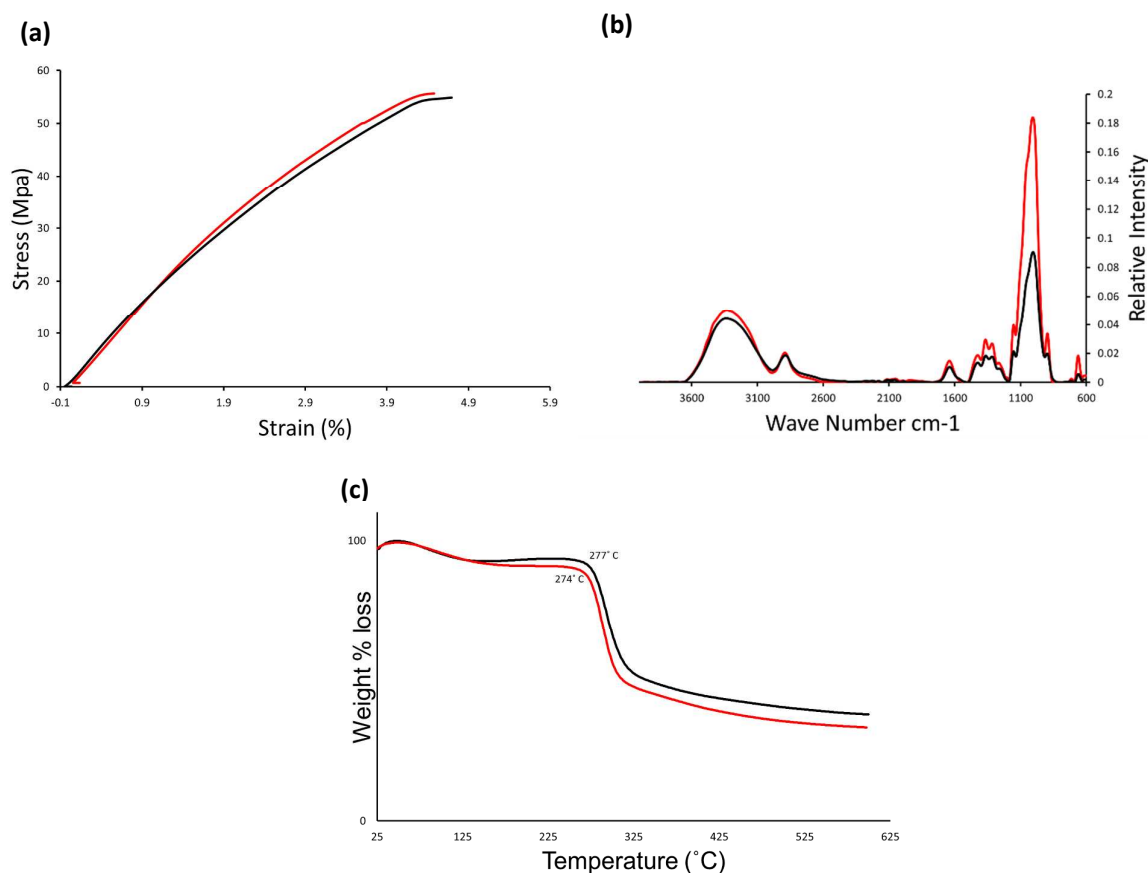 (a)
60
50
40
30
20
10
0
-0.1 0.9 1.9 2.9 3.9 4.9 5.9
Stress (Mpa)
Strain (%)
(b)
0.2
0.18
0.16
0.14
0.12
0.1
0.08
0.06
0.04
0.02
0
3600 3100 2600 2100 1600 1100 600
Relative Intensity
Wave Number cm-1
(c)
100
277˚ C
274˚ C
0
25 125 225 325 425 525 625
Weight % loss
Temperature (˚C)